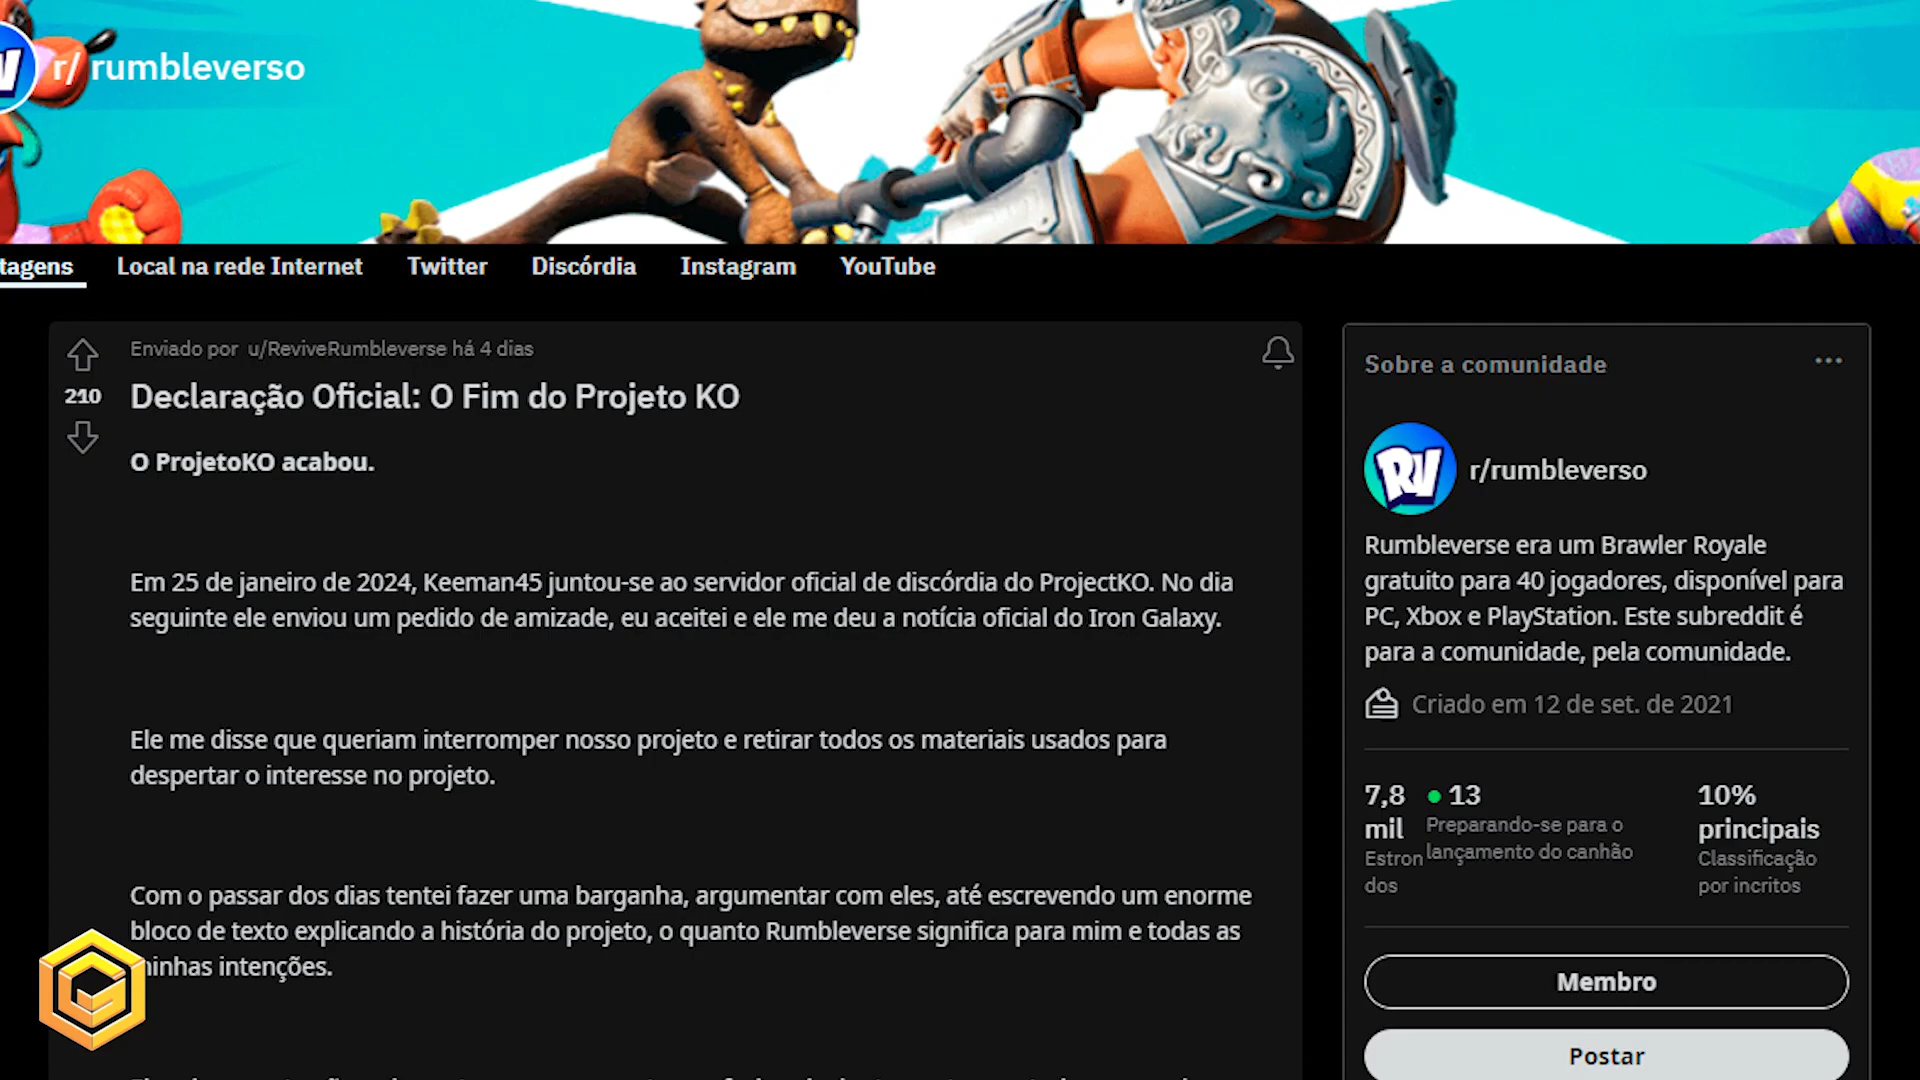 r/rumbleverso
tagens Local na rede Internet Twitter Discórdia Instagram YouTube
Enviado por u/ReviveRumbleverse há 4 dias
210
Declaração Oficial: O Fim do Projeto KO
O ProjetoKO acabou.
Em 25 de janeiro de 2024, Keeman45 juntou-se ao servidor oficial de discórdia do ProjectKO. No dia
seguinte ele enviou um pedido de amizade, eu aceitei e ele me deu a notícia oficial do Iron Galaxy.
Ele me disse que queriam interromper nosso projeto e retirar todos os materiais usados para
despertar o interesse no projeto.
Com o passar dos dias tentei fazer uma barganha, argumentar com eles, até escrevendo um enorme
bloco de texto explicando a história do projeto, o quanto Rumbleverse significa para mim e todas as
minhas intenções.
Sobre a comunidade
RV
r/rumbleverso
Rumbleverse era um Brawler Royale
gratuito para 40 jogadores, disponível para
PC, Xbox e PlayStation. Este subreddit é
para a comunidade, pela comunidade.
Criado em 12 de set. de 2021
7,8
mil
Estron
dos
13
Preparando-se para o
lançamento do canhão
10%
principais
Classificação
por incritos
Membro
Postar